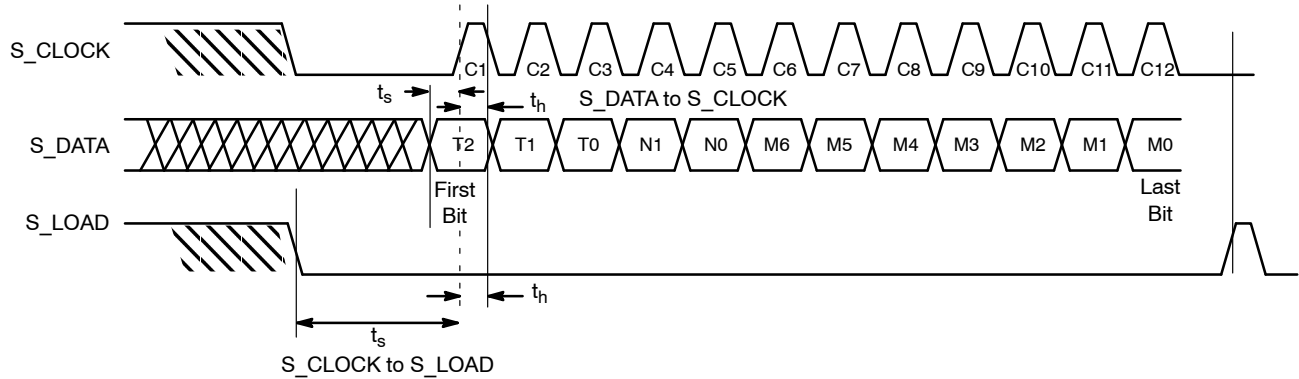 S_CLOCK
C1 C2 C3 C4 C5 C6 C7 C8 C9 C10 C11 C12
ts
th
S_DATA to S_CLOCK
S_DATA
T2 T1 T0 N1 N0 M6 M5 M4 M3 M2 M1 M0
First
Bit
Last
Bit
S_LOAD
th
ts
S_CLOCK to S_LOAD